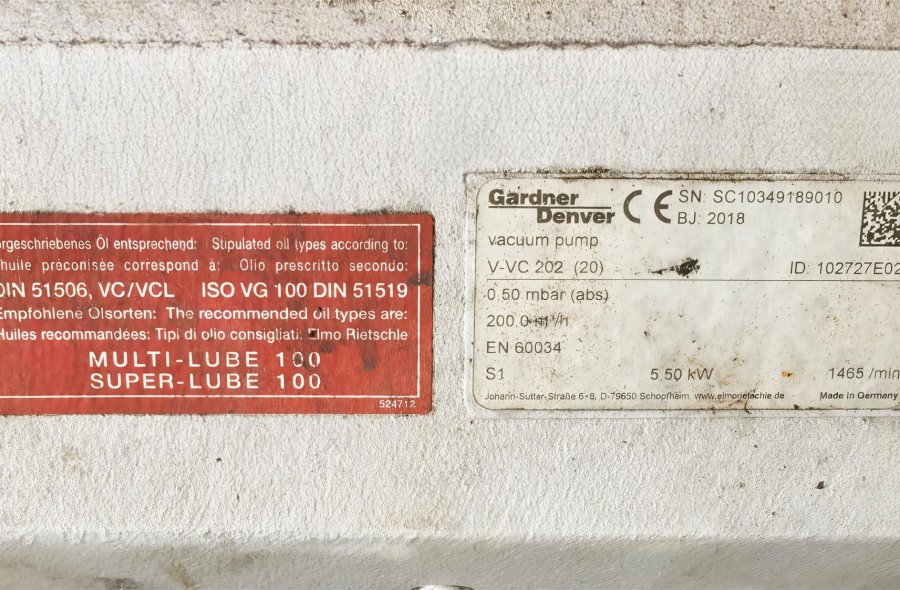 orgeschriebenes Öl entsprechend: Stipulated oil types according to:
huile préconisée correspond à: Olio prescritto secondo:
DIN 51506, VC/VCL ISO VG 100 DIN 51519
Empfohlene Ölsorten: The recommended oil types are:
Huiles recommandées: Tipi di olio consigliati: Elmo Rietschle
MULTI-LUBE 100
SUPER-LUBE 100
524712
Gardner
Denver
CE
SN: SC10349189010
BJ: 2018
vacuum pump
V-VC 202 (20) ID: 102727E02
0.50 mbar (abs)
200.0 m³/h
EN 60034
S1 5.50 kW 1465 /min
Johann-Sutter-Straße 6+8, D-79650 Schopfheim, www.elmorietschle.de Made in Germany